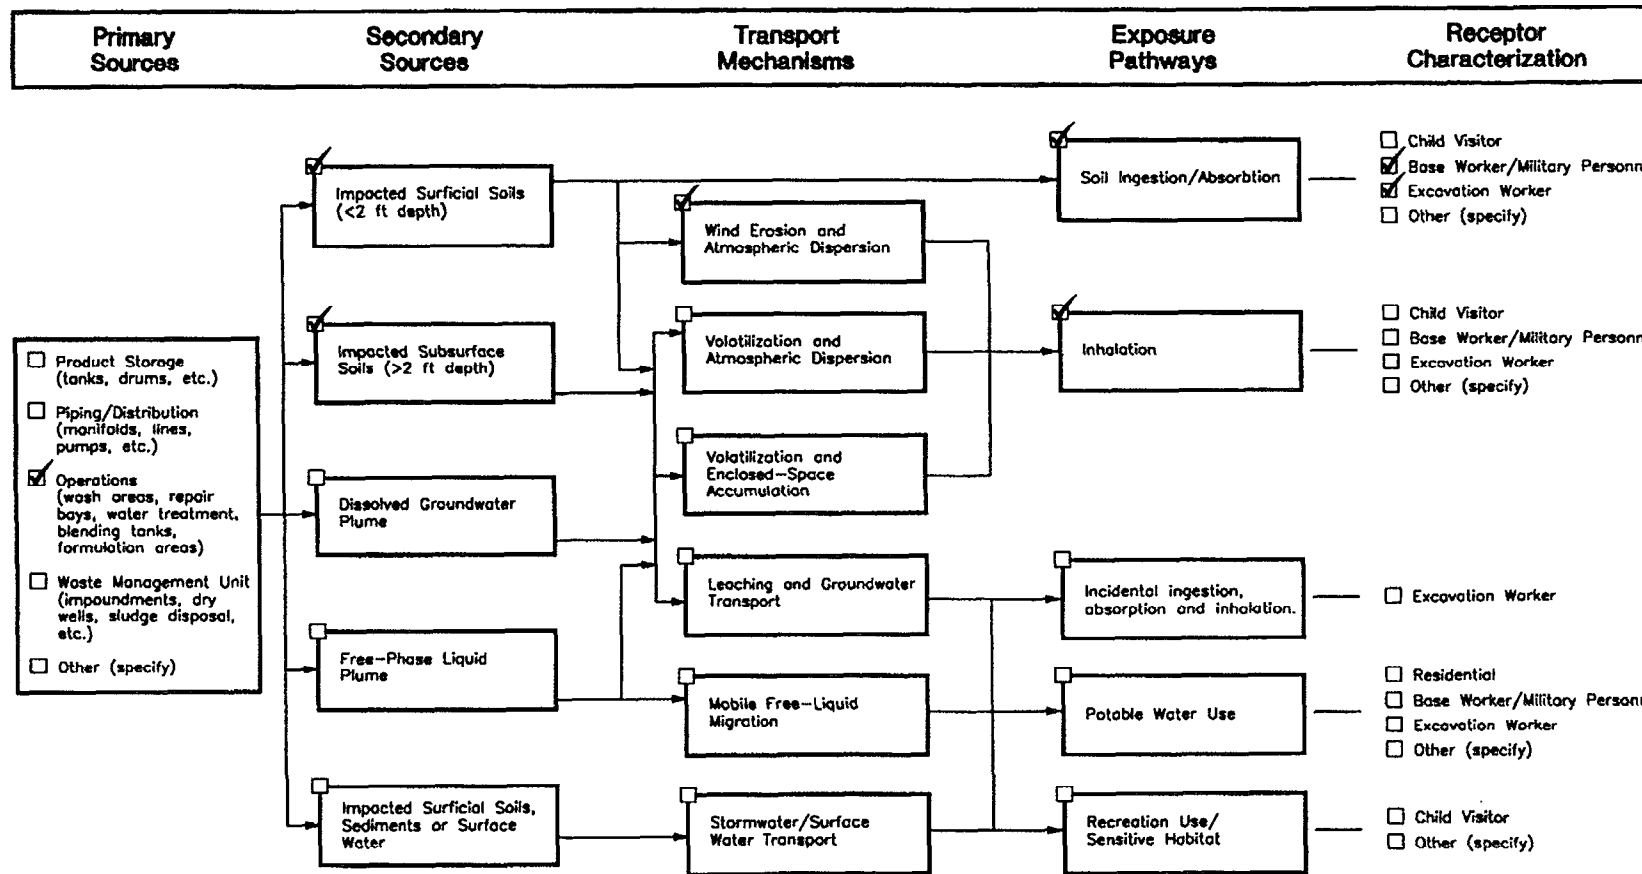 Primary
Sources
Secondary
Sources
Transport
Mechanisms
Exposure
Pathways
Receptor
Characterization
Product Storage
(tanks, drums, etc.)
Piping/Distribution
(manifolds, lines,
pumps, etc.)
Operations
(wash areas, repair
bays, water treatment,
blending tanks,
formulation areas)
Waste Management Unit
(impoundments, dry
wells, sludge disposal,
etc.)
Other (specify)
Impacted Surficial Soils
(<2 ft depth)
Impacted Subsurface
Soils (>2 ft depth)
Dissolved Groundwater
Plume
Free-Phase Liquid
Plume
Impacted Surficial Soils,
Sediments or Surface
Water
Wind Erosion and
Atmospheric Dispersion
Volatilization and
Atmospheric Dispersion
Volatilization and
Enclosed-Space
Accumulation
Leaching and Groundwater
Transport
Mobile Free-Liquid
Migration
Stormwater/Surface
Water Transport
Soil Ingestion/Absorbtion
Inhalation
Incidental ingestion,
absorption and inhalation.
Potable Water Use
Recreation Use/
Sensitive Habitat
Child Visitor
Base Worker/Military Personn
Excavation Worker
Other (specify)
Child Visitor
Base Worker/Military Personn
Excavation Worker
Other (specify)
Excavation Worker
Residential
Base Worker/Military Personn
Excavation Worker
Other (specify)
Child Visitor
Other (specify)